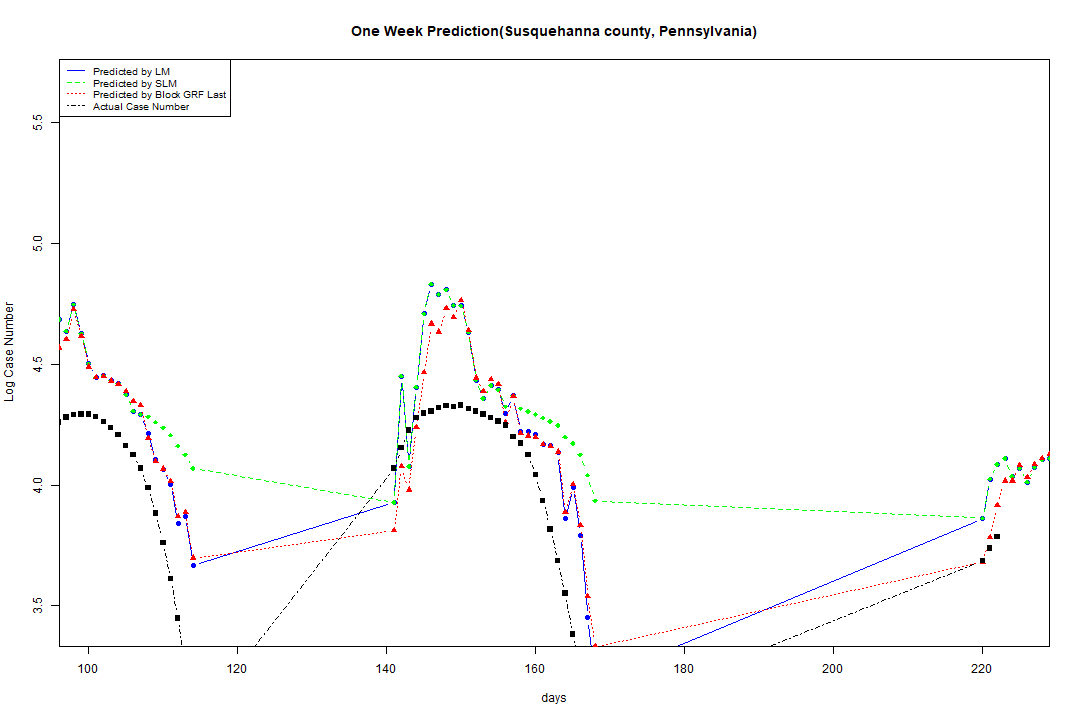 One Week Prediction(Susquehanna county, Pennsylvania)
Predicted by LM
Predicted by SLM
Predicted by Block GRF Last
Actual Case Number
5.5
5.0
4.5
4.0
3.5
Log Case Number
100 120 140 160 180 200 220
days